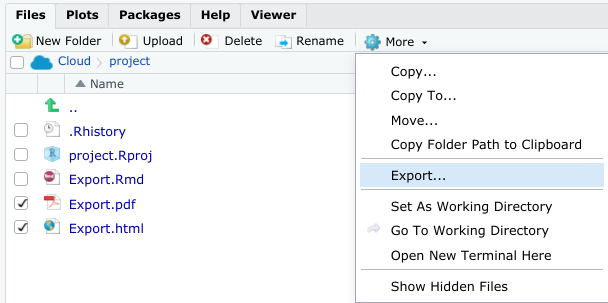 Files Plots Packages Help Viewer
New Folder Upload Delete Rename More
Cloud project
Name
..
.Rhistory
project.Rproj
Export.Rmd
Export.pdf
Export.html
Copy...
Copy To...
Move...
Copy Folder Path to Clipboard
Export...
Set As Working Directory
Go To Working Directory
Open New Terminal Here
Show Hidden Files